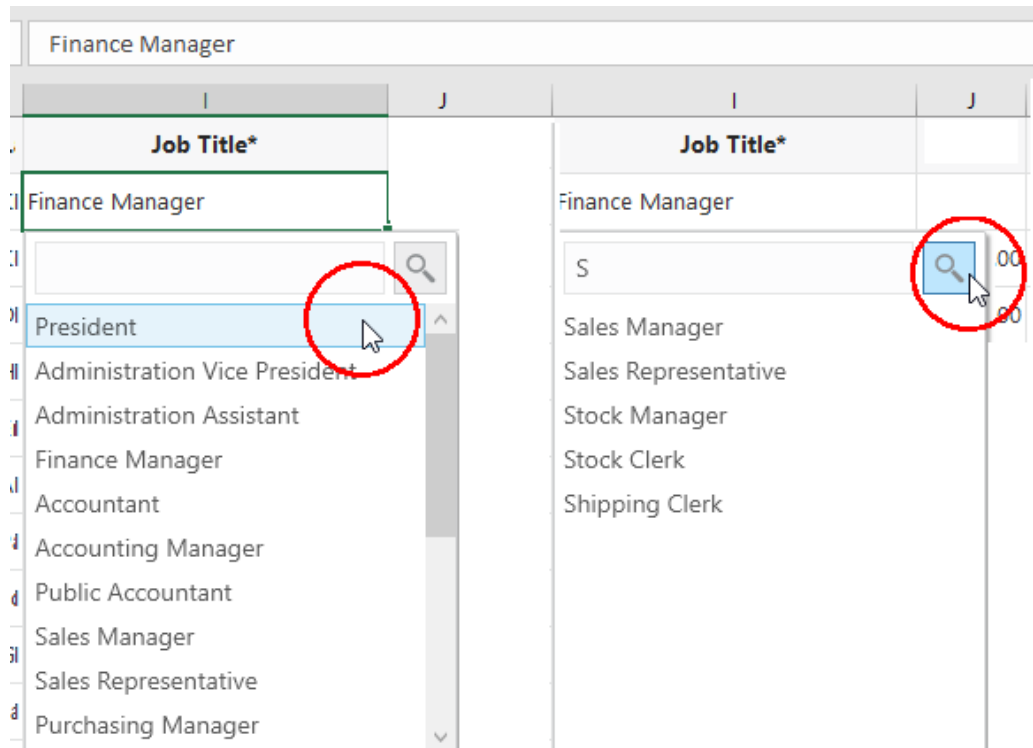 Finance Manager
I J I J
Job Title* Job Title*
Finance Manager
Finance Manager
S
.00
.00
President
Administration Vice President
Administration Assistant
Finance Manager
Accountant
Accounting Manager
Public Accountant
Sales Manager
Sales Representative
Purchasing Manager
Sales Manager
Sales Representative
Stock Manager
Stock Clerk
Shipping Clerk